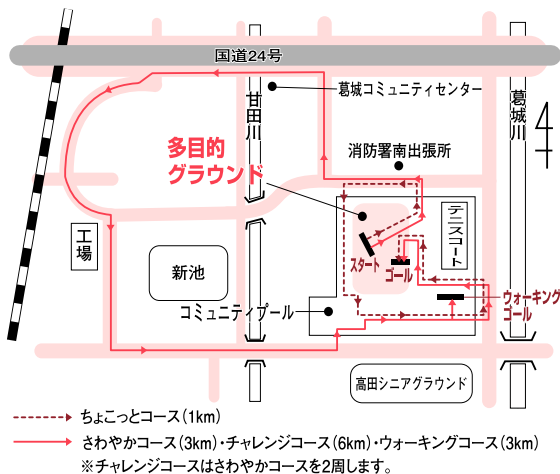 国道24号
甘田川
葛城コミュニティセンター
葛城川
消防署南出張所
多目的
グラウンド
テニスコート
スタート
ゴール
工場
新池
コミュニティプール
ウォーキング
ゴール
高田シニアグラウンド
ちょこっとコース(1km)
さわやかコース(3km)・チャレンジコース(6km)・ウォーキングコース(3km)
※チャレンジコースはさわやかコースを2周します。